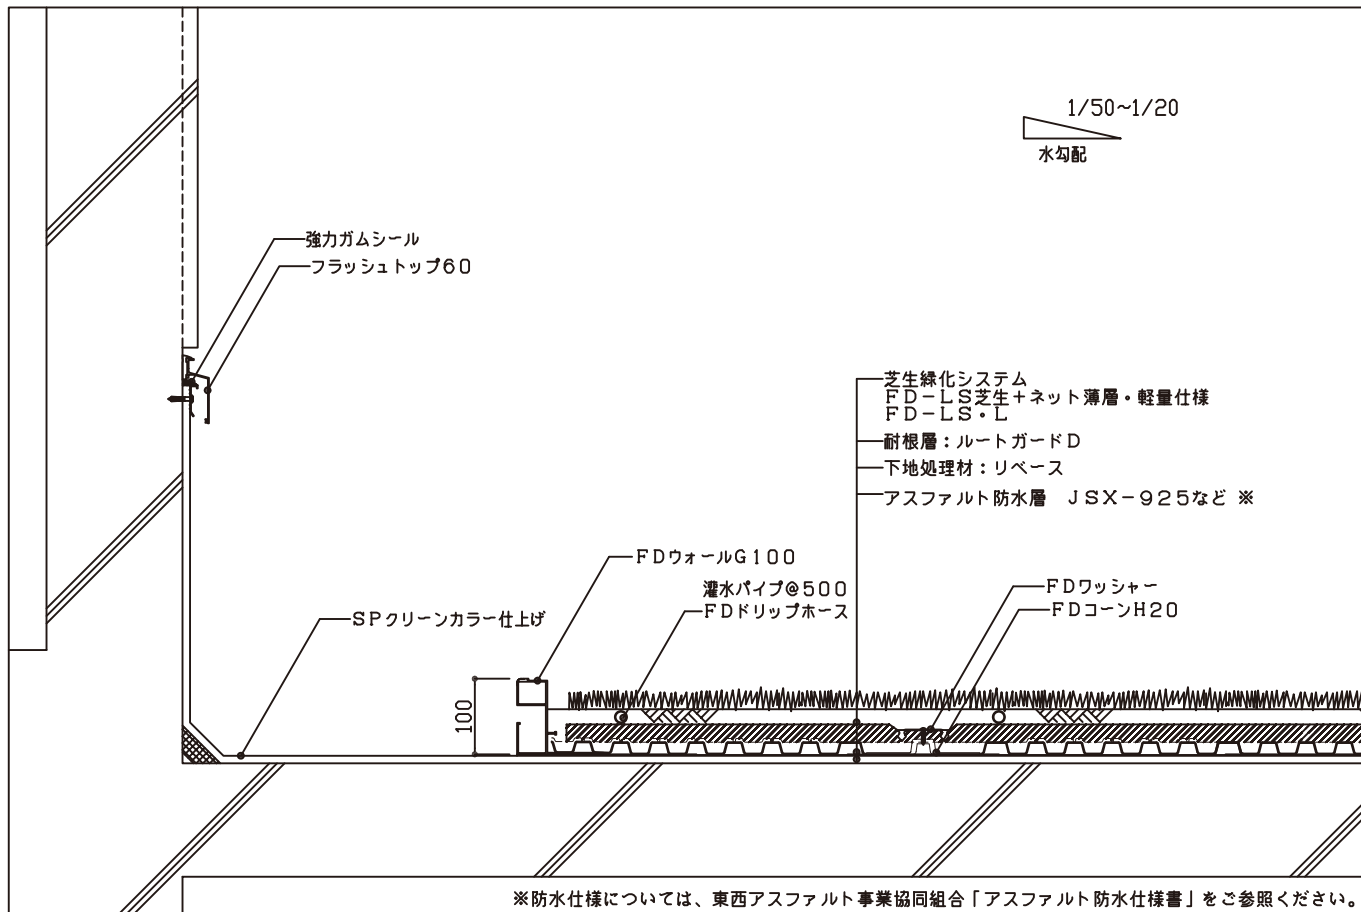 1/50~1/20
水勾配
強力ガムシール
フラッシュトップ60
芝生緑化システム
FD-LS芝生+ネット薄層・軽量仕様
FD-LS・L
耐根層：ルートガードD
下地処理材：リベース
アスファルト防水層　JSX-925など ※
FDウォールG100
灌水パイプ@500
FDドリップホース
FDワッシャー
FDコーンH20
SPクリーンカラー仕上げ
100
※防水仕様については、東西アスファルト事業協同組合「アスファルト防水仕様書」をご参照ください。